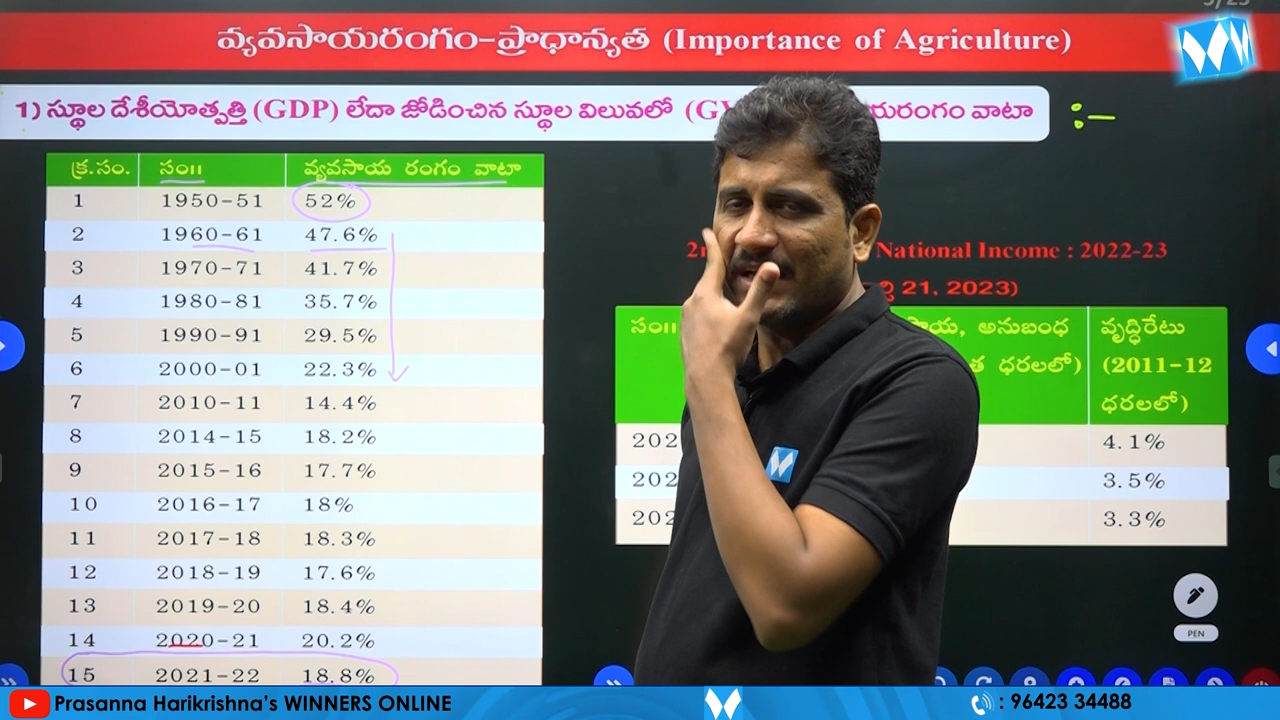 వ్యవసాయరంగం-ప్రాధాన్యత (Importance of Agriculture)
1) స్థూల దేశీయోత్పత్తి (GDP) లేదా జోడించిన స్థూల విలువలో వాటా :-
క్ర.సం. సం॥ వ్యవసాయ రంగం వాటా
1 1950-51 52%
2 1960-61 47.6%
3 1970-71 41.7%
4 1980-81 35.7%
5 1990-91 29.5%
6 2000-01 22.3%
7 2010-11 14.4%
8 2014-15 18.2%
9 2015-16 17.7%
10 2016-17 18%
11 2017-18 18.3%
12 2018-19 17.6%
13 2019-20 18.4%
14 2020-21 20.2%
15 2021-22 18.8%
National Income : 2022-23
21, 2023)
సం॥ అనుబంధ వృద్ధిరేటు
ధరలలో) (2011-12
ధరలలో)
4.1%
3.5%
3.3%
PEN
Prasanna Harikrishna's WINNERS ONLINE
: 96423 34488